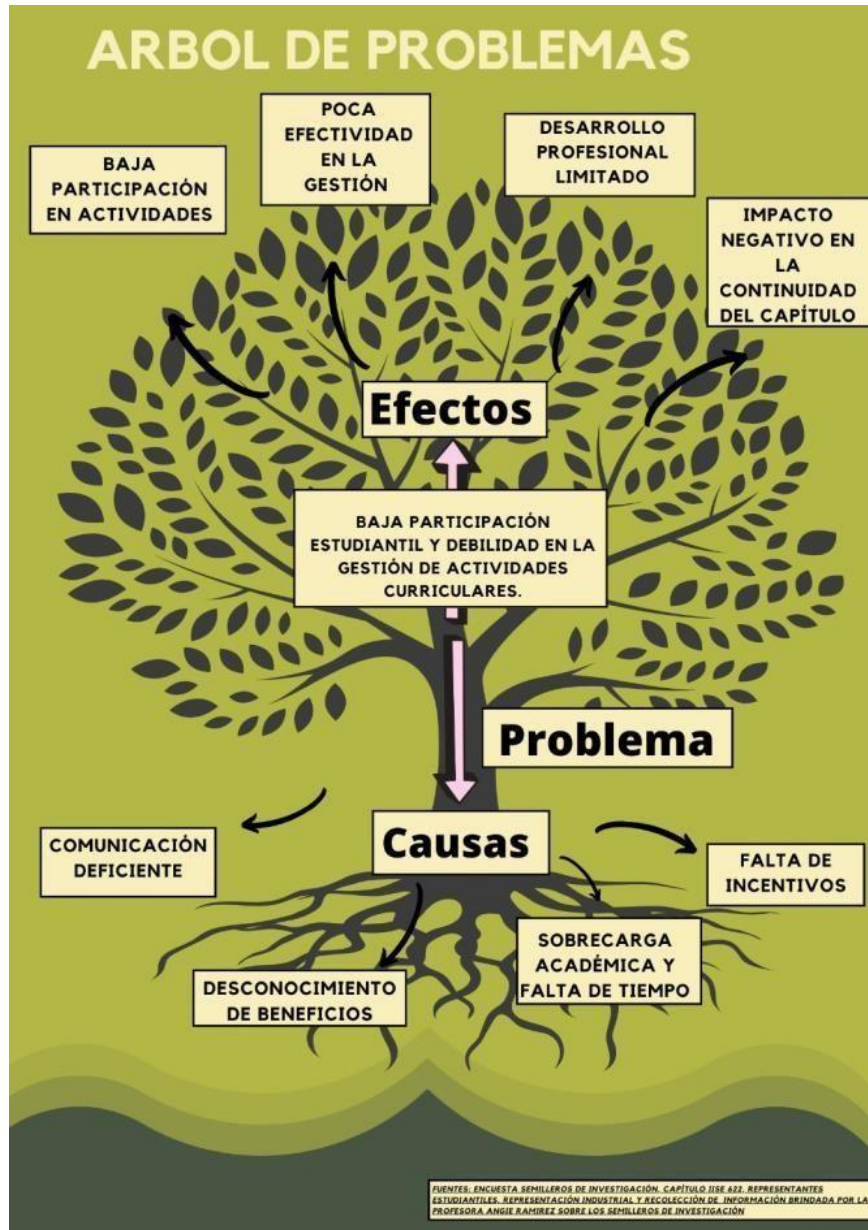 ARBOL DE PROBLEMAS
POCA
EFECTIVIDAD
EN LA
GESTIÓN
DESARROLLO
PROFESIONAL
LIMITADO
BAJA
PARTICIPACIÓN
EN ACTIVIDADES
IMPACTO
NEGATIVO EN
LA
CONTINUIDAD
DEL CAPÍTULO
Efectos
BAJA PARTICIPACIÓN
ESTUDIANTIL Y DEBILIDAD EN LA
GESTIÓN DE ACTIVIDADES
CURRICULARES.
Problema
Causas
COMUNICACIÓN
DEFICIENTE
FALTA DE
INCENTIVOS
SOBRECARGA
ACADÉMICA Y
FALTA DE TIEMPO
DESCONOCIMIENTO
DE BENEFICIOS
FUENTES: ENCUESTA SEMILLEROS DE INVESTIGACIÓN, CAPÍTULO IISE 622, REPRESENTANTES
ESTUDIANTILES, REPRESENTACIÓN INDUSTRIAL Y RECOLECCIÓN DE INFORMACIÓN BRINDADA POR LA
PROFESORA ANGIE RAMIREZ SOBRE LOS SEMILLEROS DE INVESTIGACIÓN